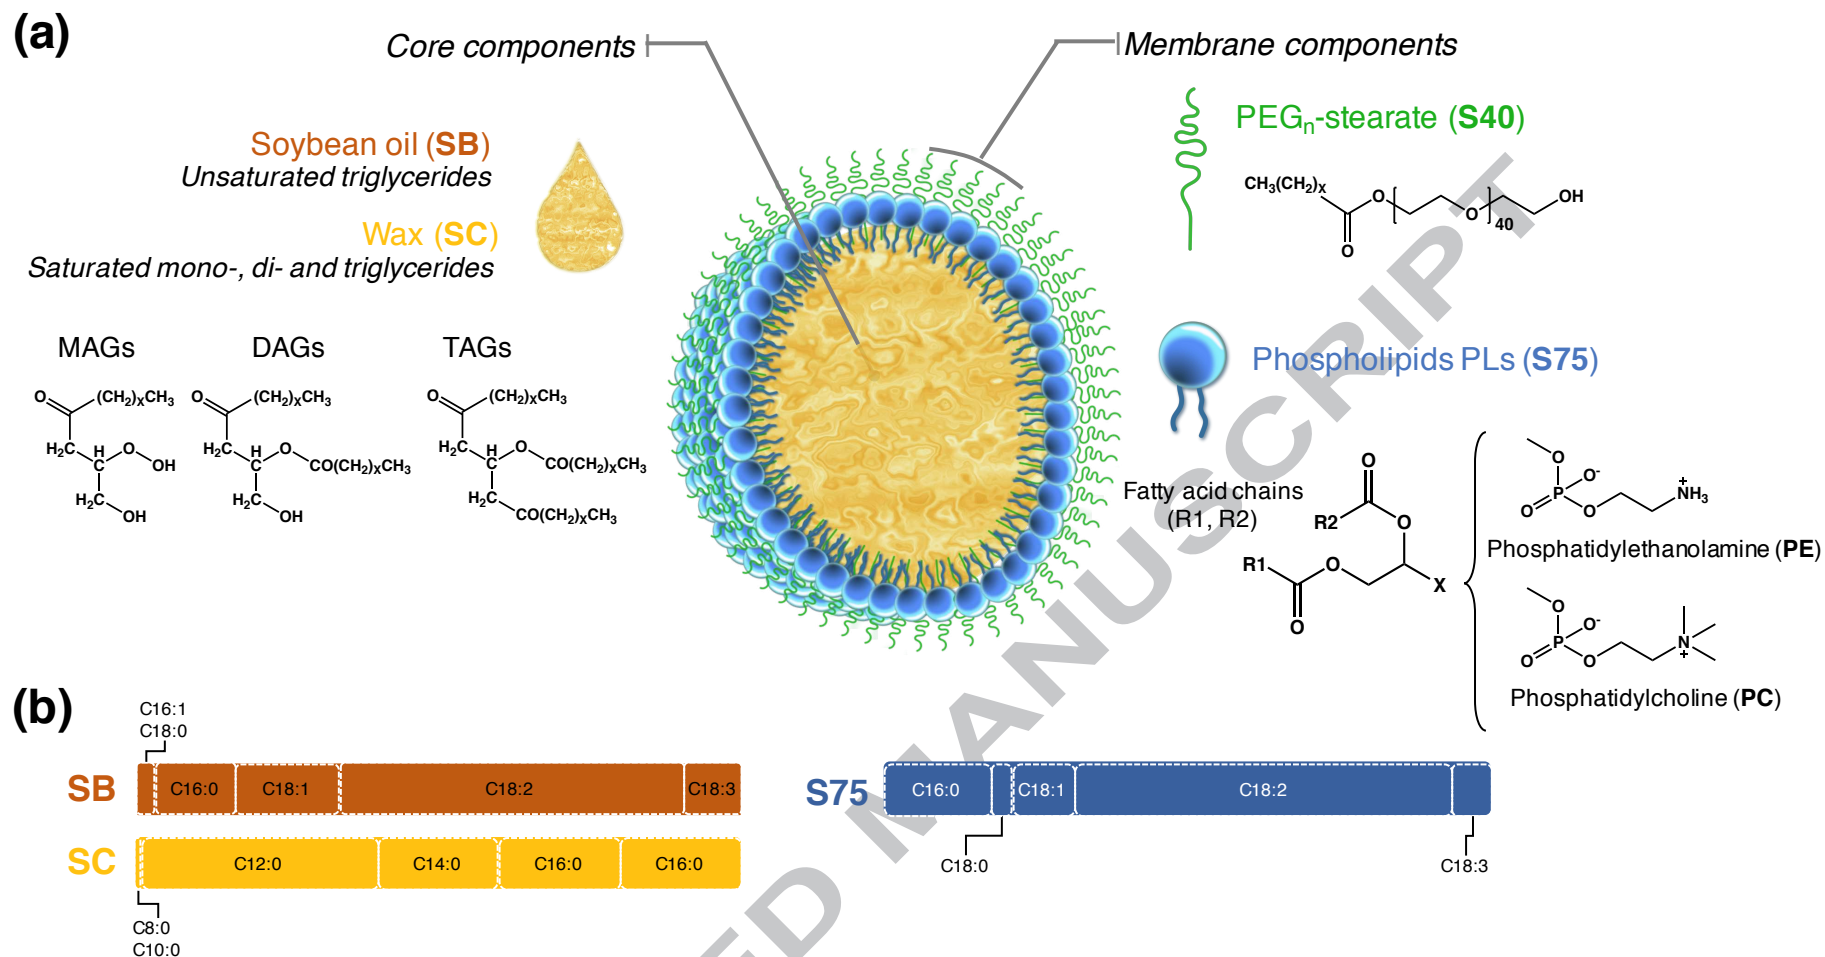 (a)
Core components
Membrane components
Soybean oil (SB)
Unsaturated triglycerides
Wax (SC)
Saturated mono-, di- and triglycerides
MAGs
DAGs
TAGs
O
(CH2)xCH3
H2C
H
O
OH
H2C
OH
O
(CH2)xCH3
H2C
H
O
CO(CH2)xCH3
H2C
OH
O
(CH2)xCH3
H2C
H
O
CO(CH2)xCH3
H2C
CO(CH2)xCH3
PEGn-stearate (S40)
CH3(CH2)x
O
O
O
40
OH
Phospholipids PLs (S75)
Fatty acid chains
(R1, R2)
O
R2
O
R1
O
O
X
O
P
O-
O
O
+
NH3
Phosphatidylethanolamine (PE)
O
P
O-
O
O
N
+
Phosphatidylcholine (PC)
(b)
C16:1
C18:0
SB
C16:0
C18:1
C18:2
C18:3
SC
C12:0
C14:0
C16:0
C16:0
C8:0
C10:0
S75
C16:0
C18:1
C18:2
C18:0
C18:3
ED MANUSCRIPT